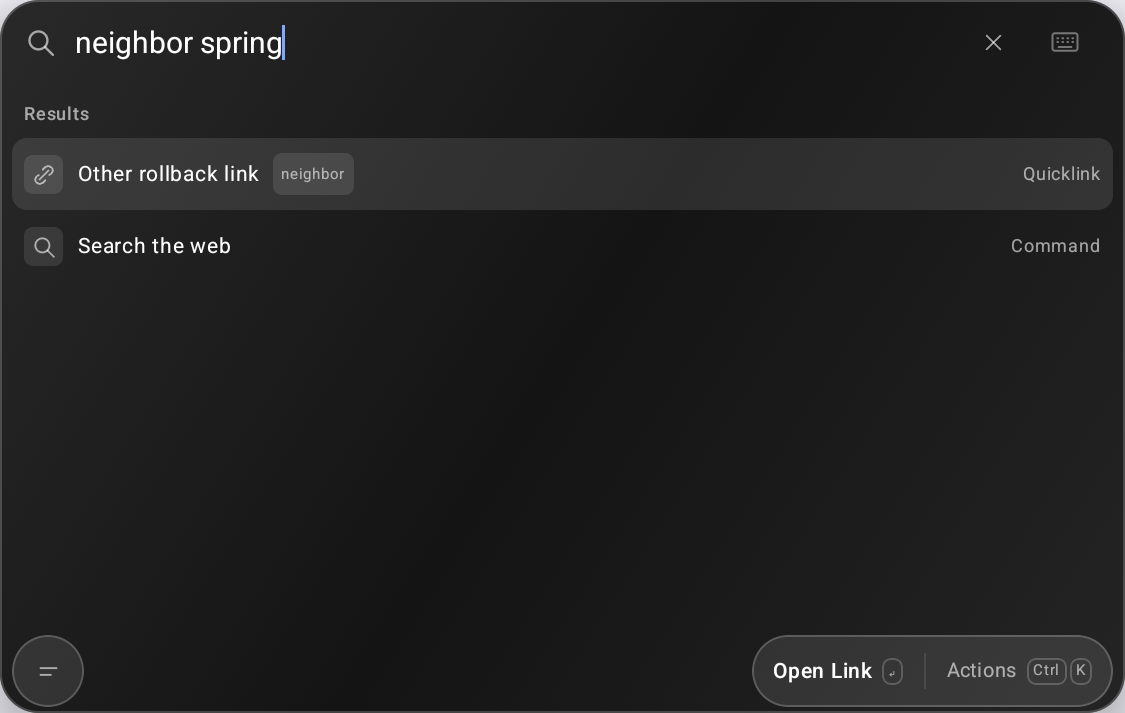 neighbor spring
Results
Other rollback link neighbor Quicklink
Search the web Command
Open Link Actions Ctrl K